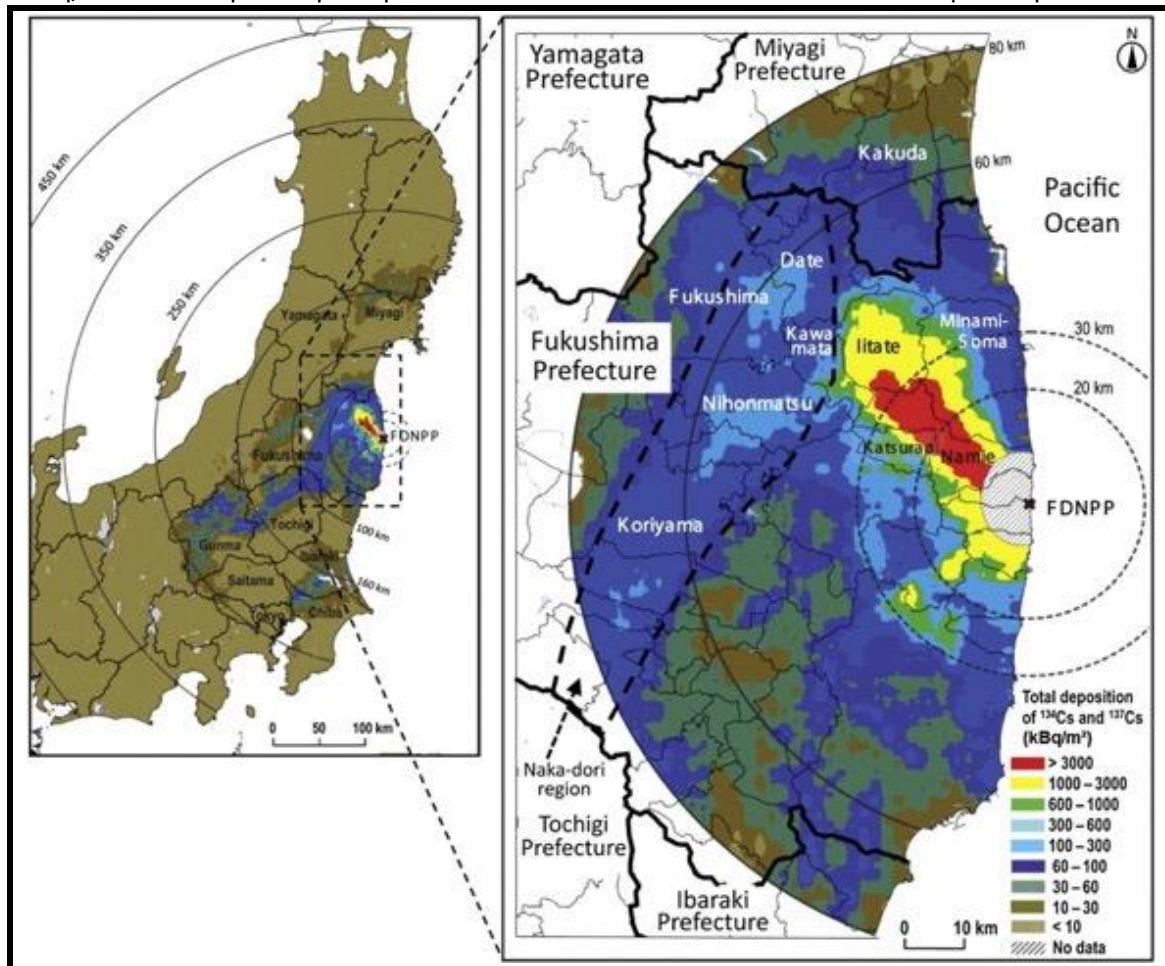 450 km
350 km
250 km
Yamagata
Miyagi
FDNPP
Fukushima
Tochigi
100 km
Gunma
Ibaraki
Saitama
160 km
Tokyo
Chiba
0 50 100 km
Yamagata
Prefecture
Miyagi
Prefecture
N
80 km
Kakuda
60 km
Pacific
Ocean
Date
Fukushima
Minami-
Soma
30 km
Fukushima
Prefecture
Kawa
mata
Iitate
20 km
Nihonmatsu
Katsurao
Namie
FDNPP
Koriyama
Naka-dori
region
Tochigi
Prefecture
Ibaraki
Prefecture
0 10 km
Total deposition
of ¹³⁴Cs and ¹³⁷Cs
(kBq/m²)
> 3000
1000 – 3000
600 – 1000
300 – 600
100 – 300
60 – 100
30 – 60
10 – 30
< 10
No data